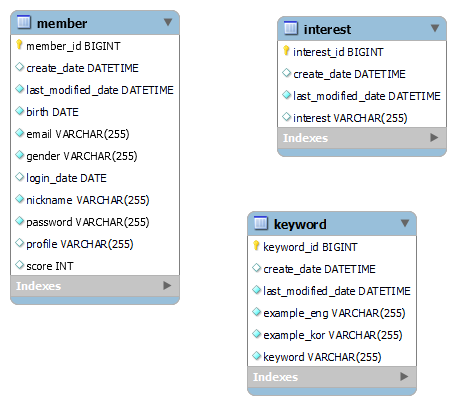 member
member_id BIGINT
create_date DATETIME
last_modified_date DATETIME
birth DATE
email VARCHAR(255)
gender VARCHAR(255)
login_date DATE
nickname VARCHAR(255)
password VARCHAR(255)
profile VARCHAR(255)
score INT
Indexes
interest
interest_id BIGINT
create_date DATETIME
last_modified_date DATETIME
interest VARCHAR(255)
Indexes
keyword
keyword_id BIGINT
create_date DATETIME
last_modified_date DATETIME
example_eng VARCHAR(255)
example_kor VARCHAR(255)
keyword VARCHAR(255)
Indexes